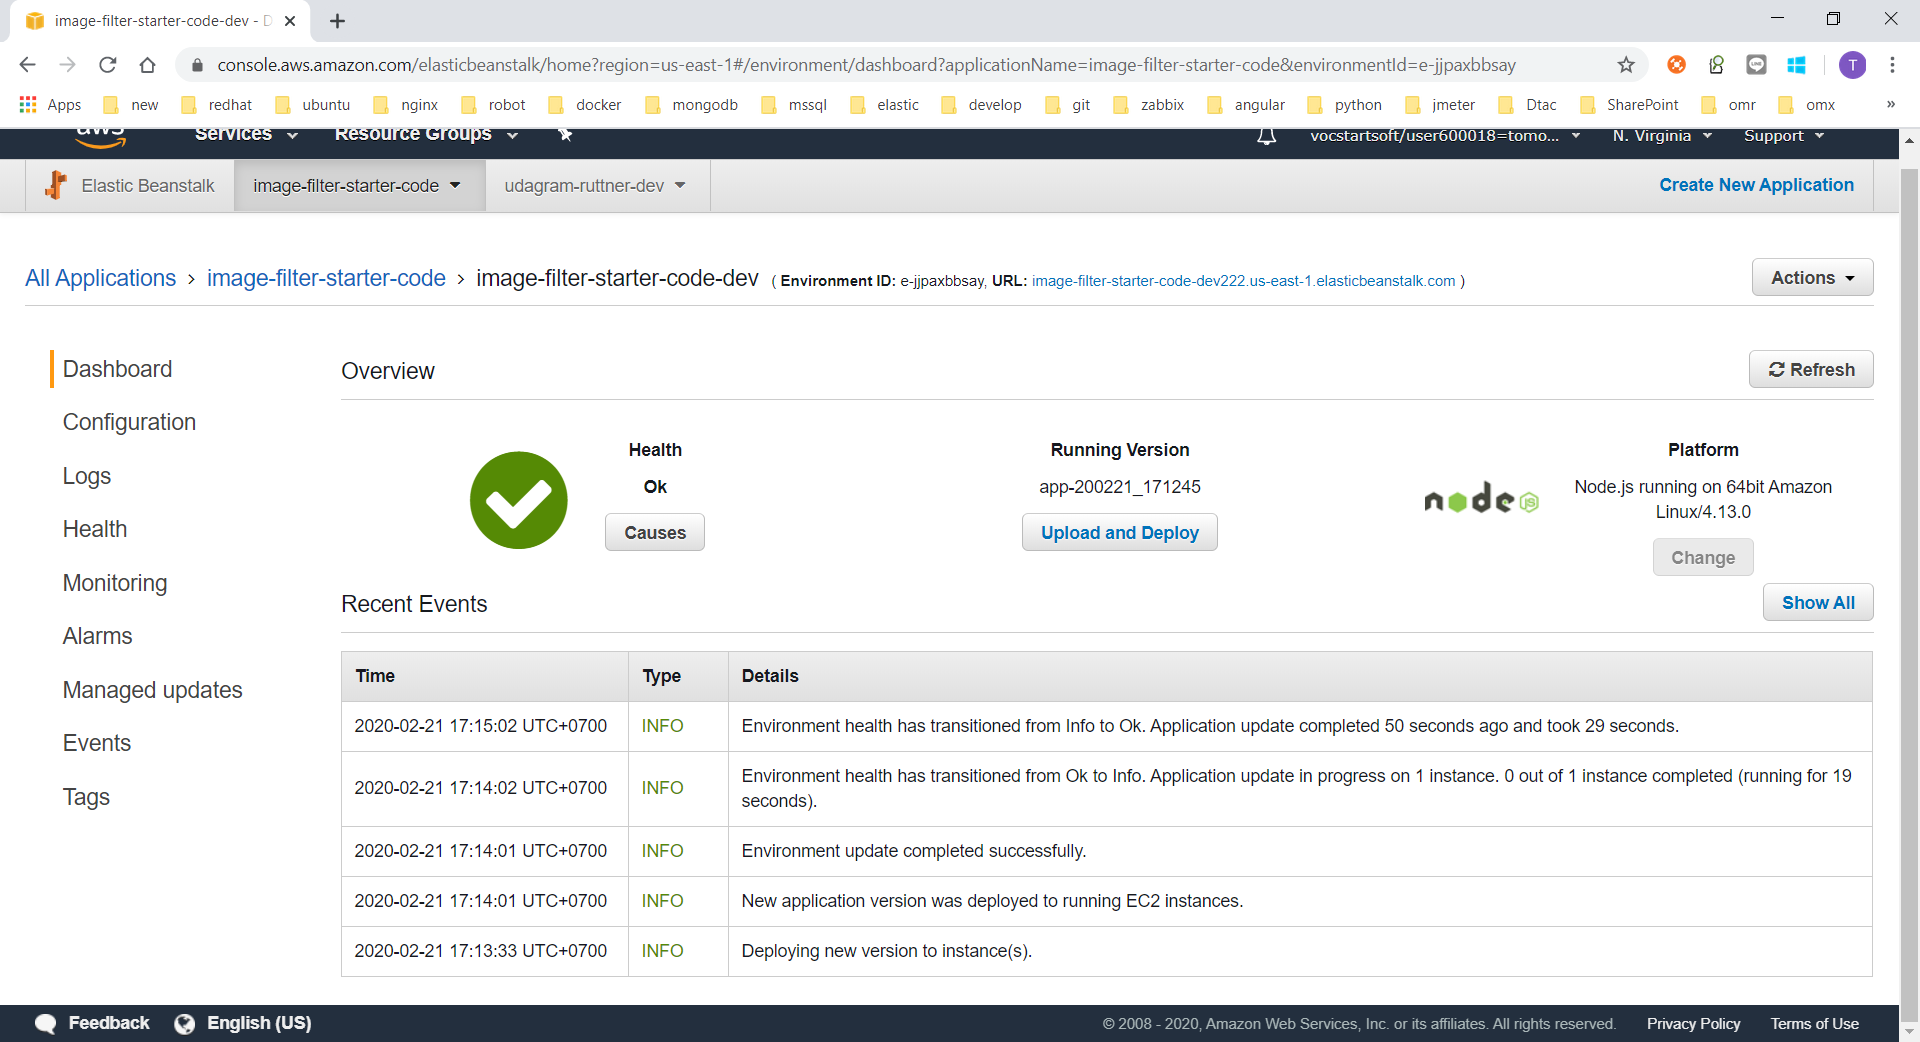 image-filter-starter-code-dev - D
console.aws.amazon.com/elasticbeanstalk/home?region=us-east-1#/environment/dashboard?applicationName=image-filter-starter-code&environmentId=e-jjpaxbbsay
T
Apps new redhat ubuntu nginx robot docker mongodb mssql elastic develop git zabbix angular python jmeter Dtac SharePoint omr omx »
aws Services Resource Groups vocstartsoft/user600018=tomo... N. Virginia Support
Elastic Beanstalk image-filter-starter-code udagram-ruttner-dev Create New Application
All Applications > image-filter-starter-code > image-filter-starter-code-dev ( Environment ID: e-jjpaxbbsay, URL: image-filter-starter-code-dev222.us-east-1.elasticbeanstalk.com )
Actions
Dashboard
Configuration
Logs
Health
Monitoring
Alarms
Managed updates
Events
Tags
Overview
Refresh
Health
Ok
Causes
Running Version
app-200221_171245
Upload and Deploy
node JS
Platform
Node.js running on 64bit Amazon
Linux/4.13.0
Change
Recent Events
Show All
Time Type Details
2020-02-21 17:15:02 UTC+0700 INFO Environment health has transitioned from Info to Ok. Application update completed 50 seconds ago and took 29 seconds.
2020-02-21 17:14:02 UTC+0700 INFO Environment health has transitioned from Ok to Info. Application update in progress on 1 instance. 0 out of 1 instance completed (running for 19
seconds).
2020-02-21 17:14:01 UTC+0700 INFO Environment update completed successfully.
2020-02-21 17:14:01 UTC+0700 INFO New application version was deployed to running EC2 instances.
2020-02-21 17:13:33 UTC+0700 INFO Deploying new version to instance(s).
Feedback English (US) © 2008 - 2020, Amazon Web Services, Inc. or its affiliates. All rights reserved. Privacy Policy Terms of Use